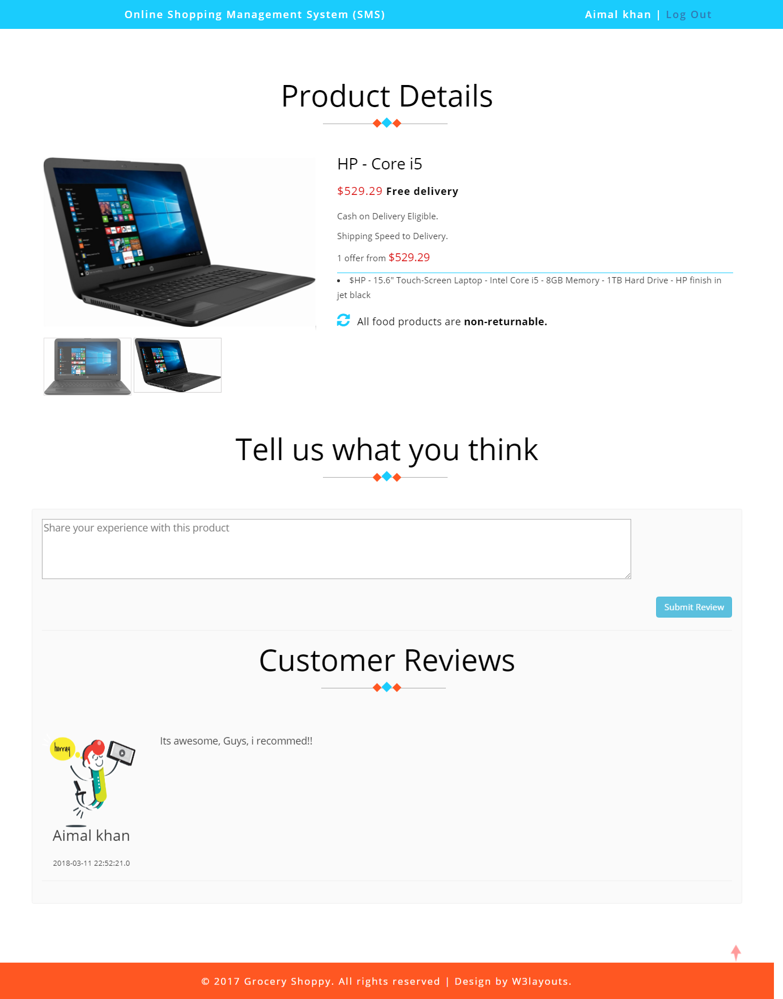 Online Shopping Management System (SMS)
Aimal khan | Log Out
Product Details
HP - Core i5
$529.29 Free delivery
Cash on Delivery Eligible.
Shipping Speed to Delivery.
1 offer from $529.29
• $HP - 15.6" Touch-Screen Laptop - Intel Core i5 - 8GB Memory - 1TB Hard Drive - HP finish in
jet black
All food products are non-returnable.
Tell us what you think
Share your experience with this product
Submit Review
Customer Reviews
hurray
Its awesome, Guys, i recommed!!
Aimal khan
2018-03-11 22:52:21.0
© 2017 Grocery Shoppy. All rights reserved | Design by W3layouts.